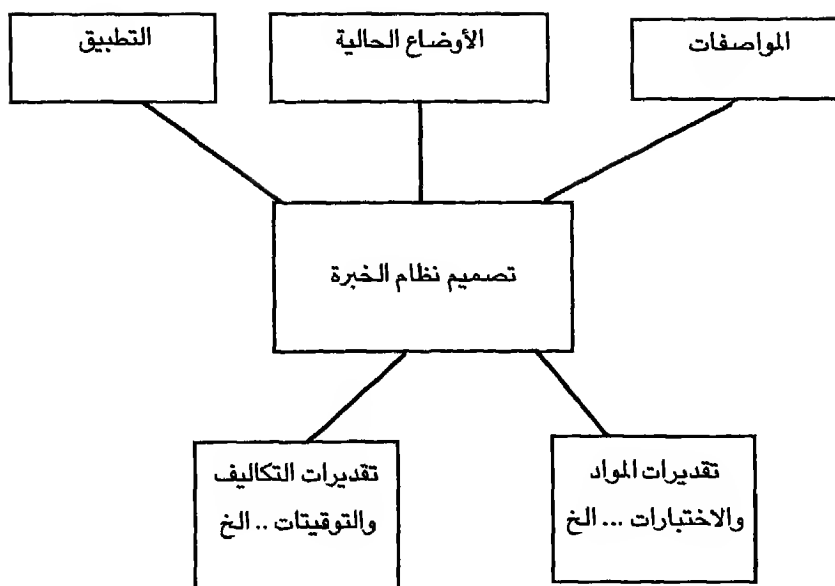 المواصفات
الأوضاع الحالية
التطبيق
تصميم نظام الخبرة
تقديرات المواد
والاختبارات ... الخ
تقديرات التكاليف
والتوقيتات .. الخ